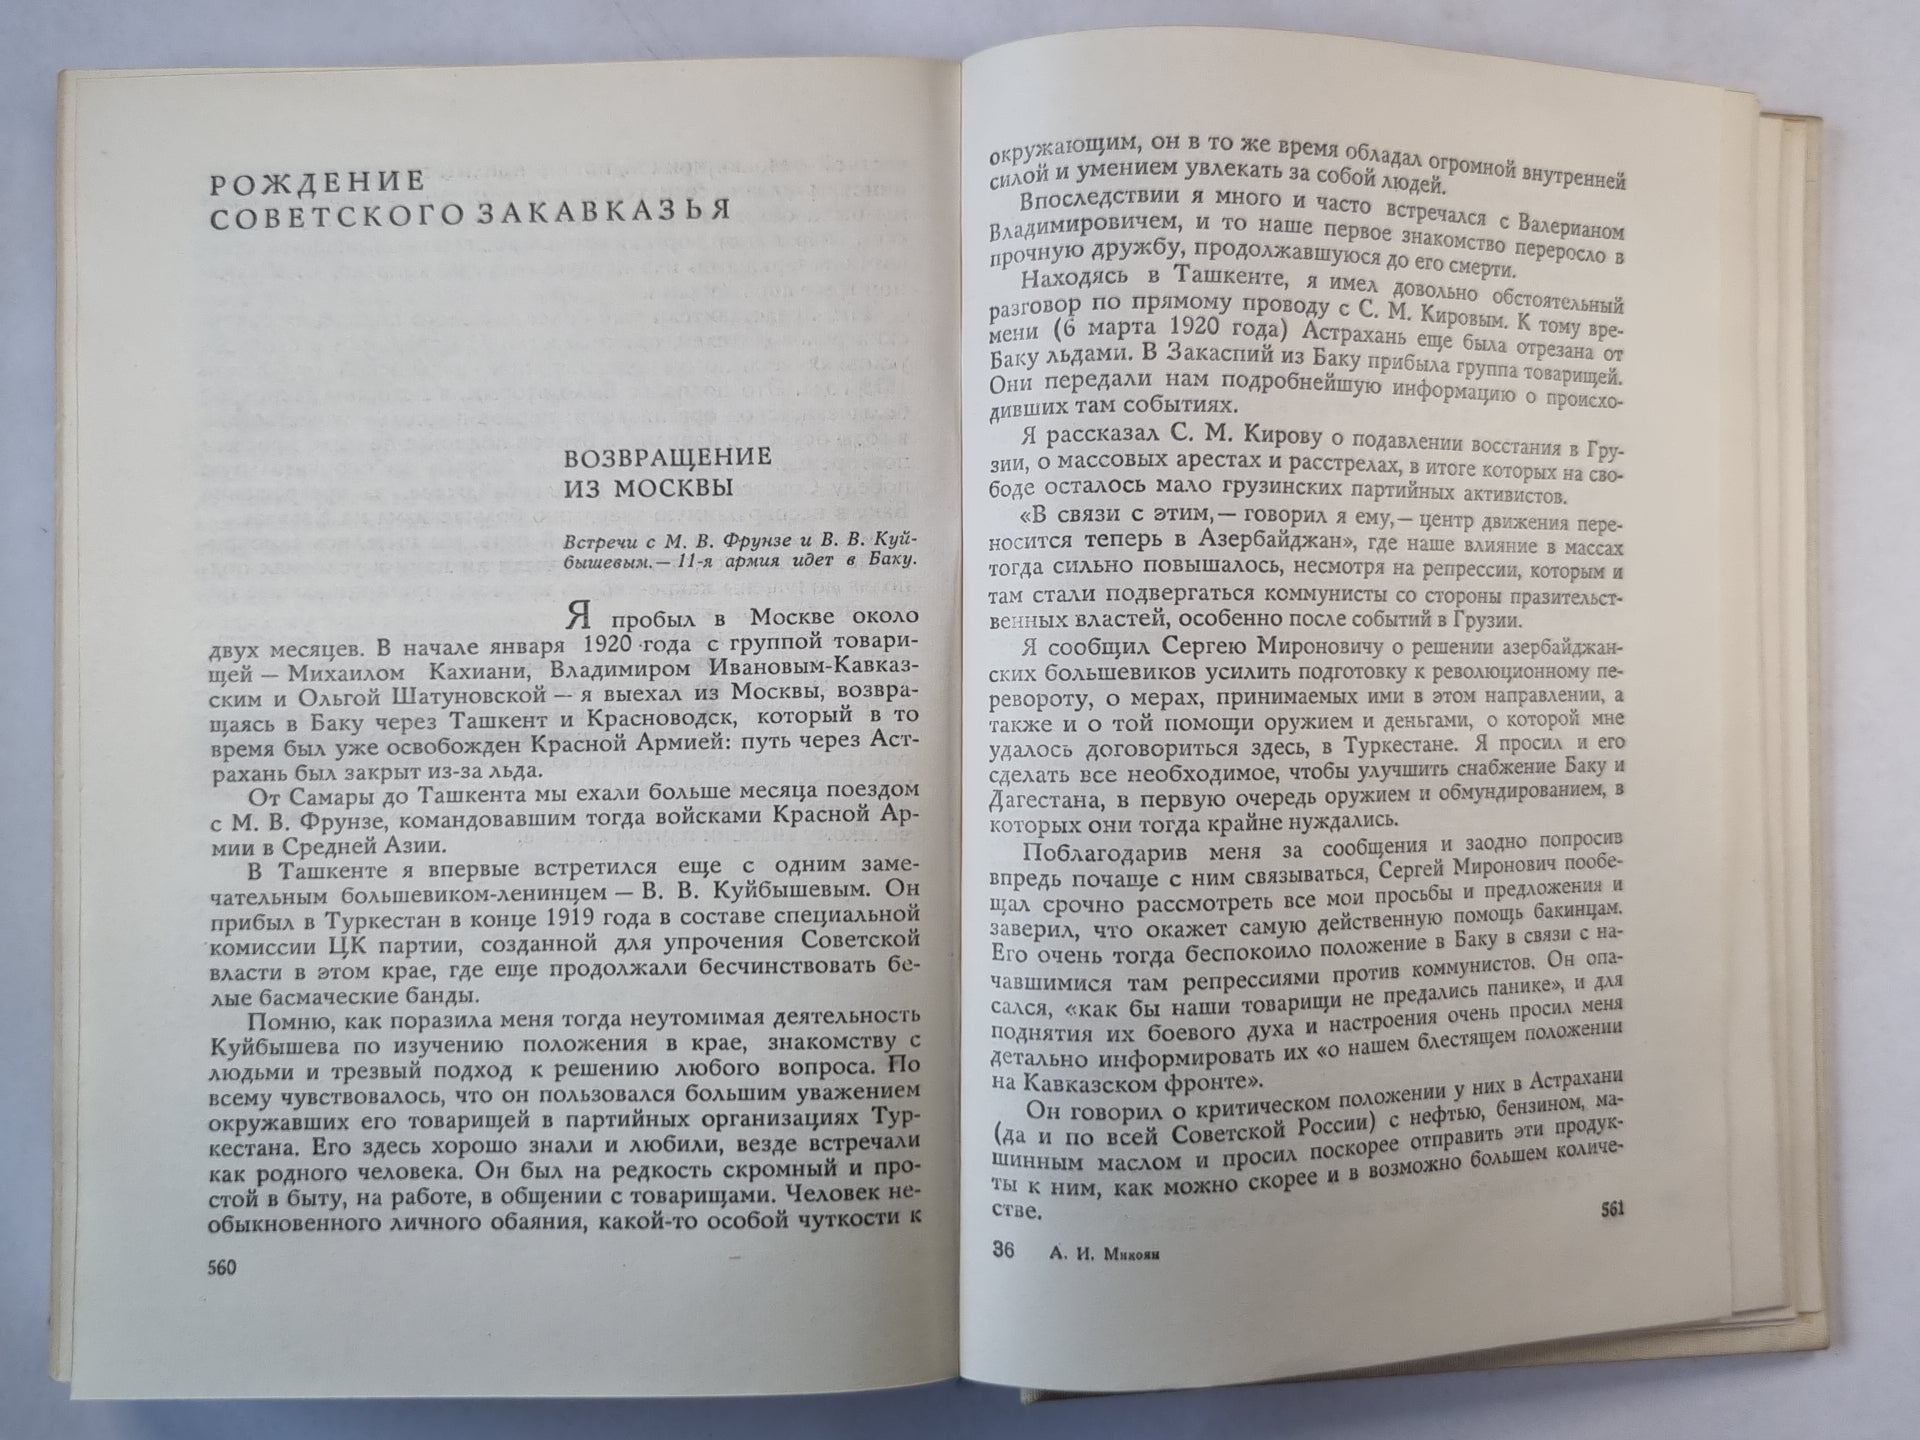 РОЖДЕНИЕ
СОВЕТСКОГО ЗАКАВКАЗЬЯ
ВОЗВРАЩЕНИЕ
ИЗ МОСКВЫ
Встречи с М. В. Фрунзе и В. В. Куй-
бышевым.— 11-я армия идет в Баку.
Я пробыл в Москве около
двух месяцев. В начале января 1920 года с группой товари-
щей — Михаилом Кахиани, Владимиром Ивановым-Кавказ-
ским и Ольгой Шатуновской — я выехал из Москвы, возвра-
щаясь в Баку через Ташкент и Красноводск, который в то
время был уже освобожден Красной Армией: путь через Аст-
рахань был закрыт из-за льда.
От Самары до Ташкента мы ехали больше месяца поездом
с М. В. Фрунзе, командовавшим тогда войсками Красной Ар-
мии в Средней Азии.
В Ташкенте я впервые встретился еще с одним заме-
чательным большевиком-ленинцем — В. В. Куйбышевым. Он
прибыл в Туркестан в конце 1919 года в составе специальной
комиссии ЦК партии, созданной для упрочения Советской
власти в этом крае, где еще продолжали бесчинствовать бе-
лые басмаческие банды.
Помню, как поразила меня тогда неутомимая деятельность
Куйбышева по изучению положения в крае, знакомству с
людьми и трезвый подход к решению любого вопроса. По
всему чувствовалось, что он пользовался большим уважением
окружавших его товарищей в партийных организациях Тур-
кестана. Его здесь хорошо знали и любили, везде встречали
как родного человека. Он был на редкость скромный и про-
стой в быту, на работе, в общении с товарищами. Человек не-
обыкновенного личного обаяния, какой-то особой чуткости к
560
окружающим, он в то же время обладал огромной внутренней
силой и умением увлекать за собой людей.
Впоследствии я много и часто встречался с Валерианом
Владимировичем, и то наше первое знакомство переросло в
прочную дружбу, продолжавшуюся до его смерти.
Находясь в Ташкенте, я имел довольно обстоятельный
разговор по прямому проводу с С. М. Кировым. К тому вре-
мени (6 марта 1920 года) Астрахань еще была отрезана от
Баку льдами. В Закаспий из Баку прибыла группа товарищей.
Они передали нам подробнейшую информацию о происхо-
дивших там событиях.
Я рассказал С. М. Кирову о подавлении восстания в Гру-
зии, о массовых арестах и расстрелах, в итоге которых на сво-
боде осталось мало грузинских партийных активистов.
«В связи с этим,— говорил я ему,— центр движения пере-
носится теперь в Азербайджан», где наше влияние в массах
тогда сильно повышалось, несмотря на репрессии, которым и
там стали подвергаться коммунисты со стороны празительст-
венных властей, особенно после событий в Грузии.
Я сообщил Сергею Мироновичу о решении азербайджан-
ских большевиков усилить подготовку к революционному пе-
ревороту, о мерах, принимаемых ими в этом направлении, а
также и о той помощи оружием и деньгами, о которой мне
удалось договориться здесь, в Туркестане. Я просил и его
сделать все необходимое, чтобы улучшить снабжение Баку и
Дагестана, в первую очередь оружием и обмундированием, в
которых они тогда крайне нуждались.
Поблагодарив меня за сообщения и заодно попросив
впредь почаще с ним связываться, Сергей Миронович пообе-
щал срочно рассмотреть все мои просьбы и предложения и
заверил, что окажет самую действенную помощь бакинцам.
Его очень тогда беспокоило положение в Баку в связи с на-
чавшимися там репрессиями против коммунистов. Он опа-
сался, «как бы наши товарищи не предались панике», и для
поднятия их боевого духа и настроения очень просил меня
детально информировать их «о нашем блестящем положении
на Кавказском фронте».
Он говорил о критическом положении у них в Астрахани
(да и по всей Советской России) с нефтью, бензином, ма-
шинным маслом и просил поскорее отправить эти продук-
ты к ним, как можно скорее и в возможно большем количе-
стве.
561
36 А. И. Микоян